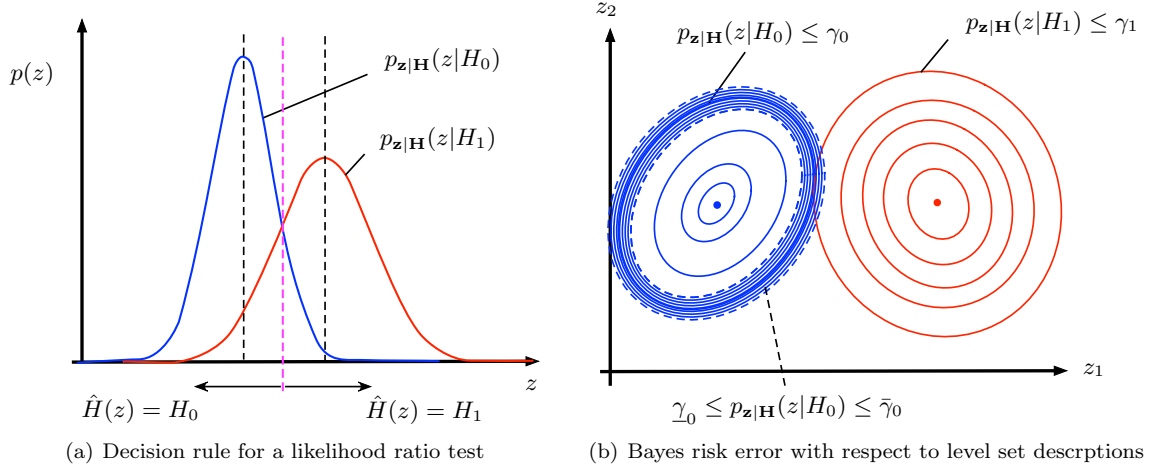 p(z)
p_{z|H}(z|H_0)
p_{z|H}(z|H_1)
z
Ĥ(z) = H_0
Ĥ(z) = H_1
(a) Decision rule for a likelihood ratio test
z_2
p_{z|H}(z|H_0) ≤ γ_0
p_{z|H}(z|H_1) ≤ γ_1
z_1
γ̲_0 ≤ p_{z|H}(z|H_0) ≤ γ̄_0
(b) Bayes risk error with respect to level set descrptions